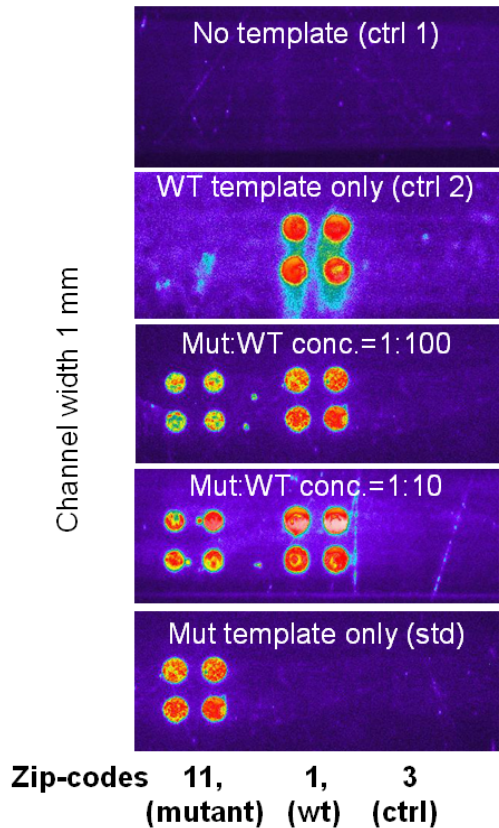 No template (ctrl 1)
WT template only (ctrl 2)
Mut:WT conc.=1:100
Mut:WT conc.=1:10
Mut template only (std)
Channel width 1 mm
Zip-codes 11, 1, 3
(mutant) (wt) (ctrl)